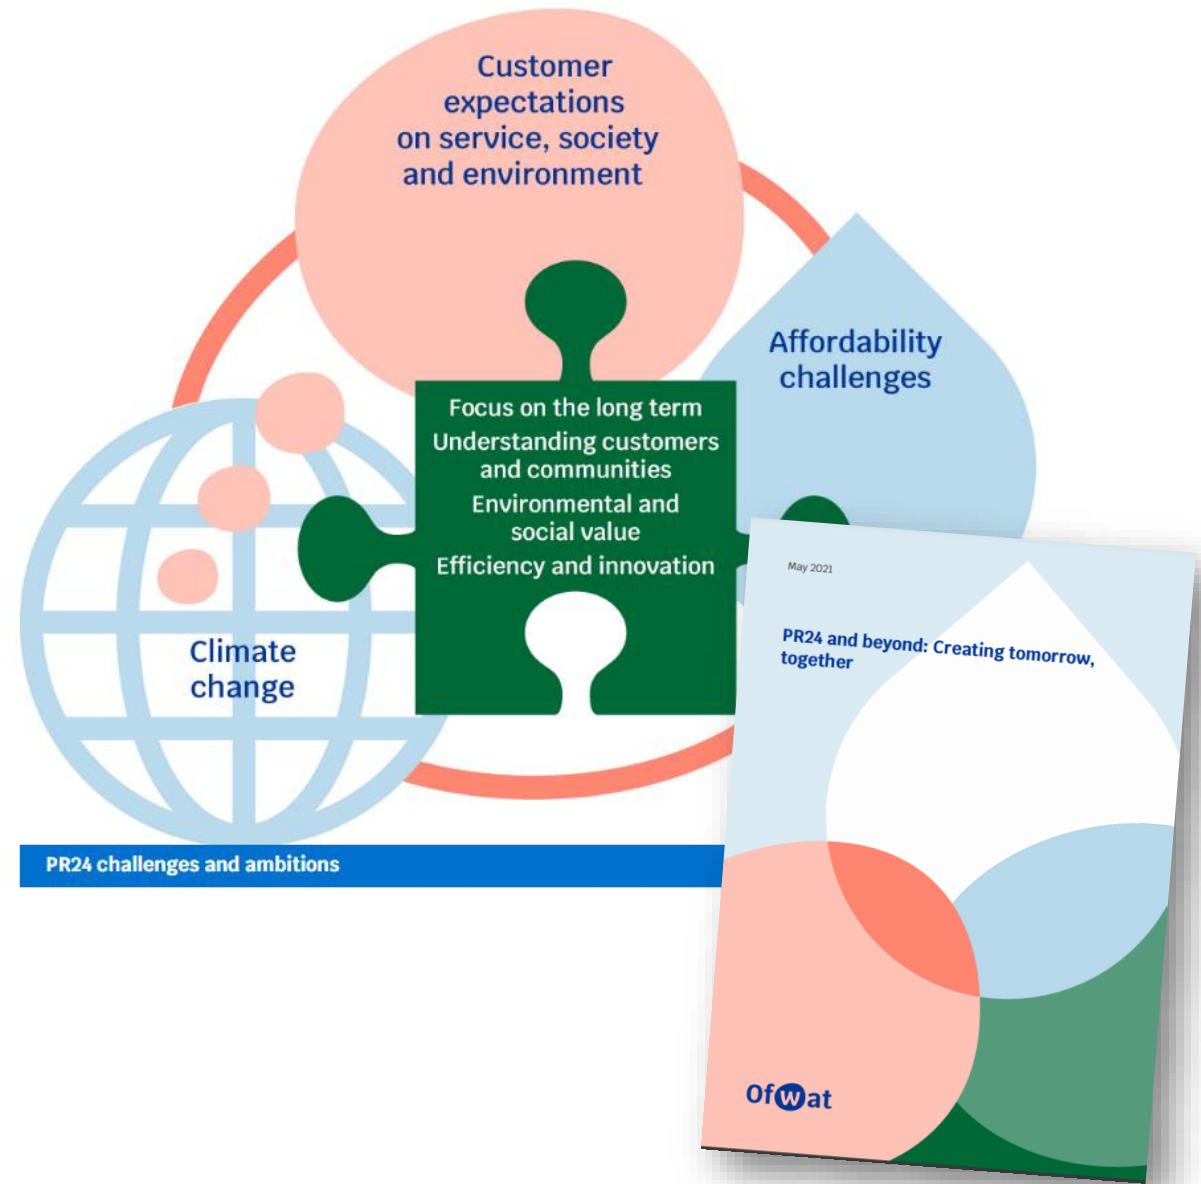 Customer
expectations
on service, society
and environment
Affordability
challenges
Focus on the long term
Understanding customers
and communities
Environmental and
social value
Efficiency and innovation
Climate
change
PR24 challenges and ambitions
May 2021
PR24 and beyond: Creating tomorrow,
together
Ofwat